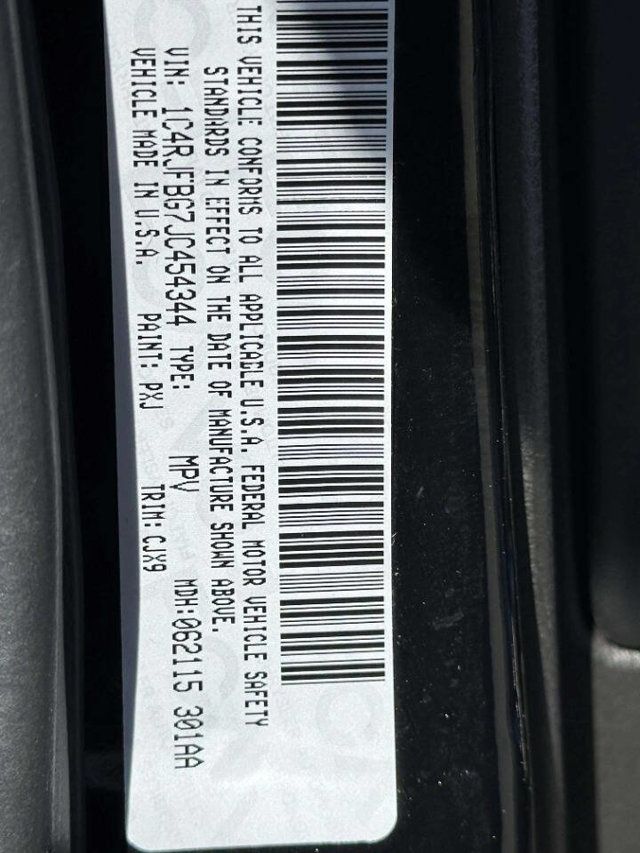 THIS VEHICLE CONFORMS TO ALL APPLICABLE U.S.A. FEDERAL MOTOR VEHICLE SAFETY
STANDARDS IN EFFECT ON THE DATE OF MANUFACTURE SHOWN ABOVE.
VIN: 1C4RJFBG7JC454344 TYPE: MPV MDH:062115 301AA
VEHICLE MADE IN U.S.A. PAINT: PXJ TRIM: CJX9